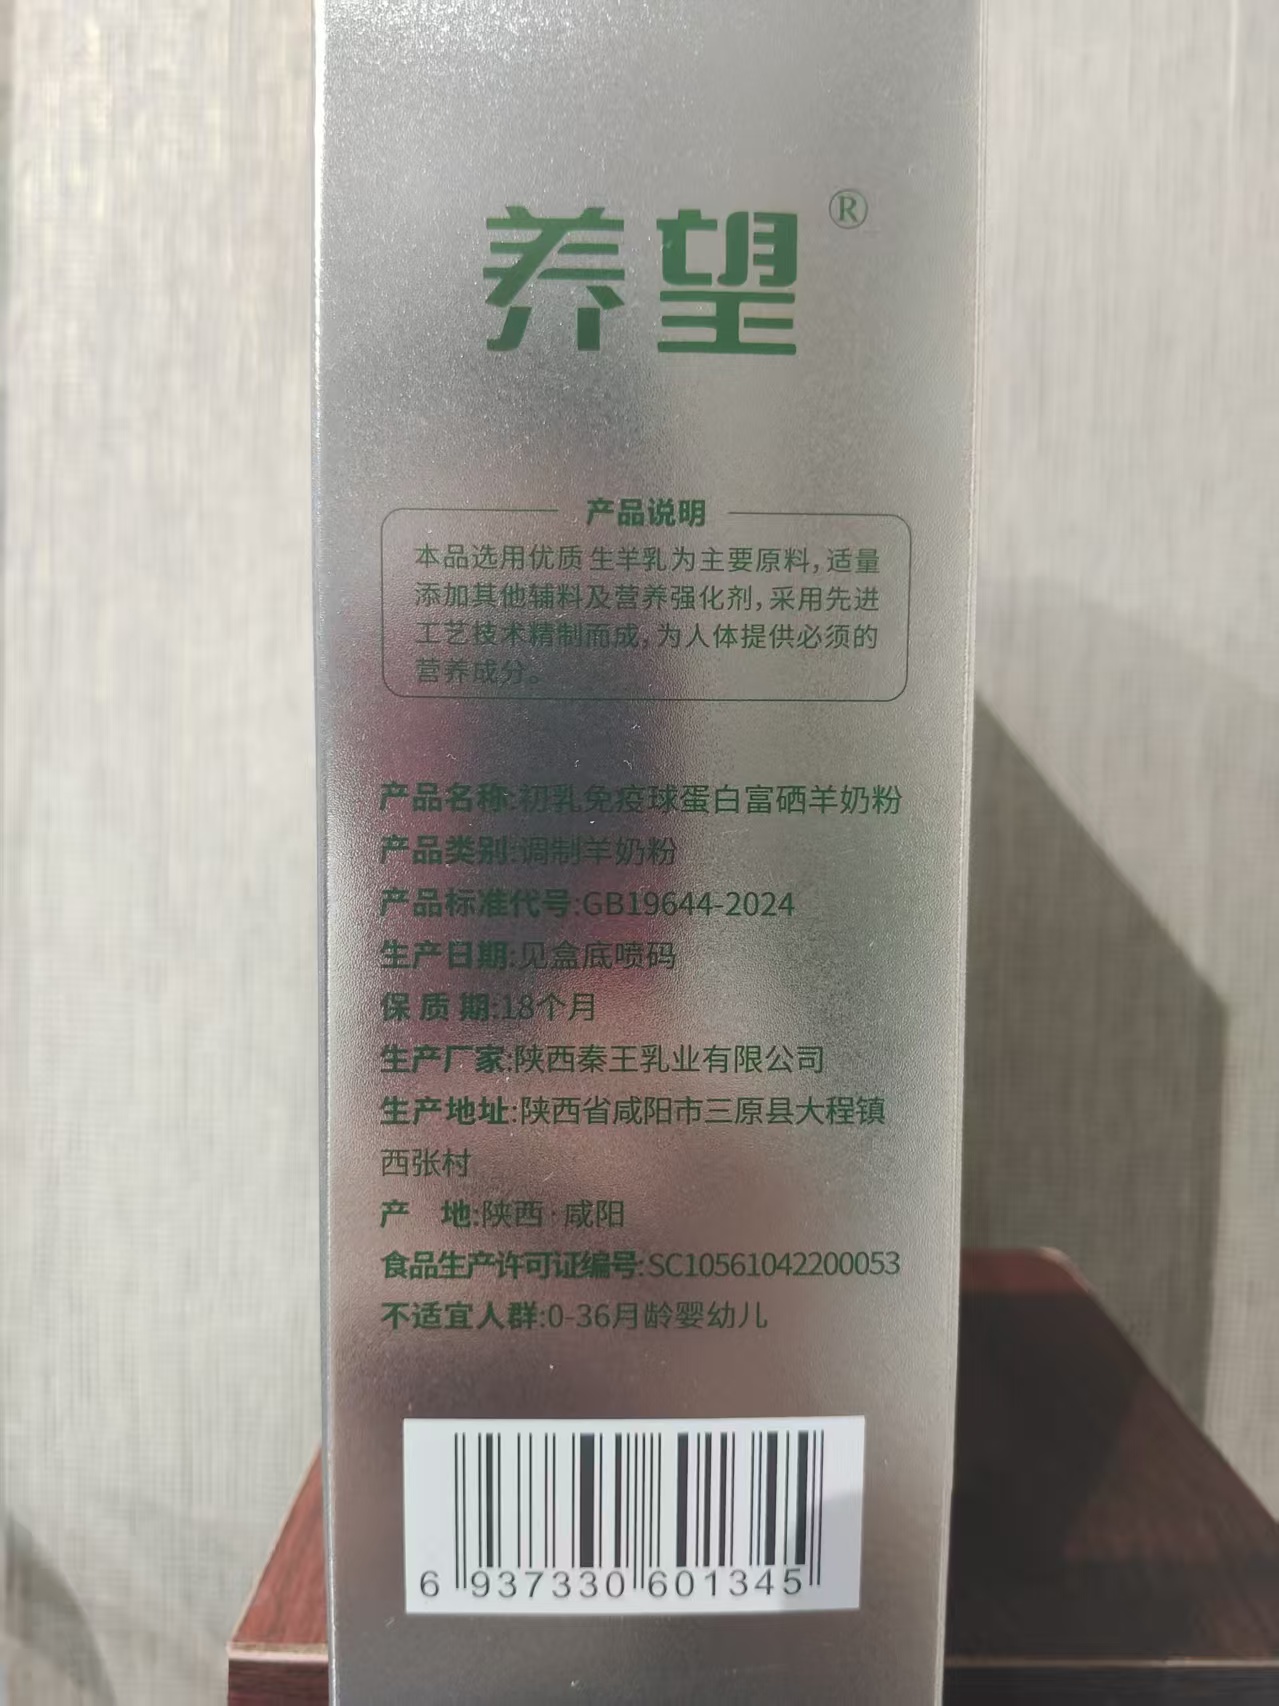 养望®
产品说明
本品选用优质生羊乳为主要原料,适量
添加其他辅料及营养强化剂,采用先进
工艺技术精制而成,为人体提供必须的
营养成分。
产品名称:初乳免疫球蛋白富硒羊奶粉
产品类别:调制羊奶粉
产品标准代号:GB19644-2024
生产日期:见盒底喷码
保质期:18个月
生产厂家:陕西秦王乳业有限公司
生产地址:陕西省咸阳市三原县大程镇
西张村
产 地:陕西·咸阳
食品生产许可证编号:SC10561042200053
不适宜人群:0-36月龄婴幼儿
6 937330 601345